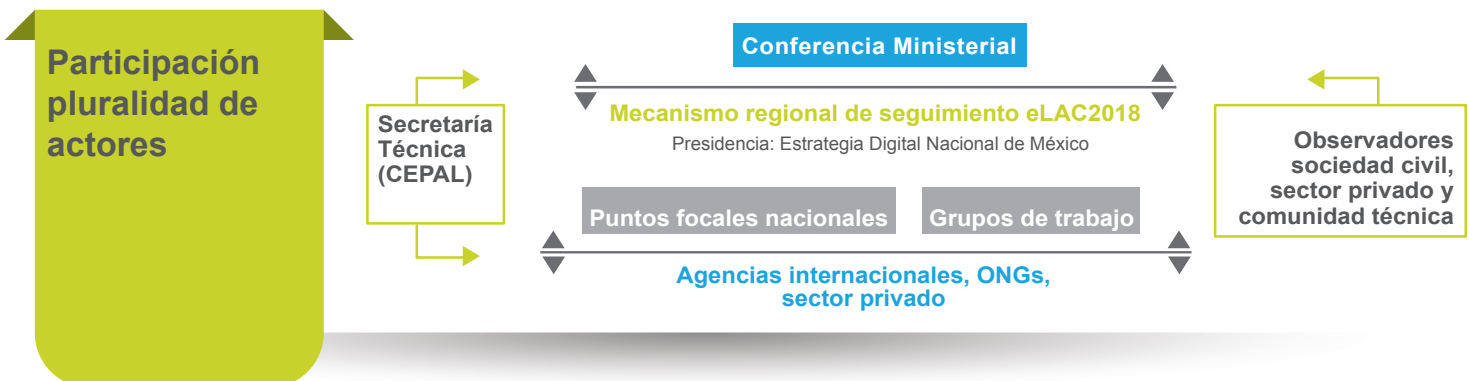 Participación
pluralidad de
actores
Secretaría
Técnica
(CEPAL)
Conferencia Ministerial
Mecanismo regional de seguimiento eLAC2018
Presidencia: Estrategia Digital Nacional de México
Puntos focales nacionales
Grupos de trabajo
Agencias internacionales, ONGs,
sector privado
Observadores
sociedad civil,
sector privado y
comunidad técnica